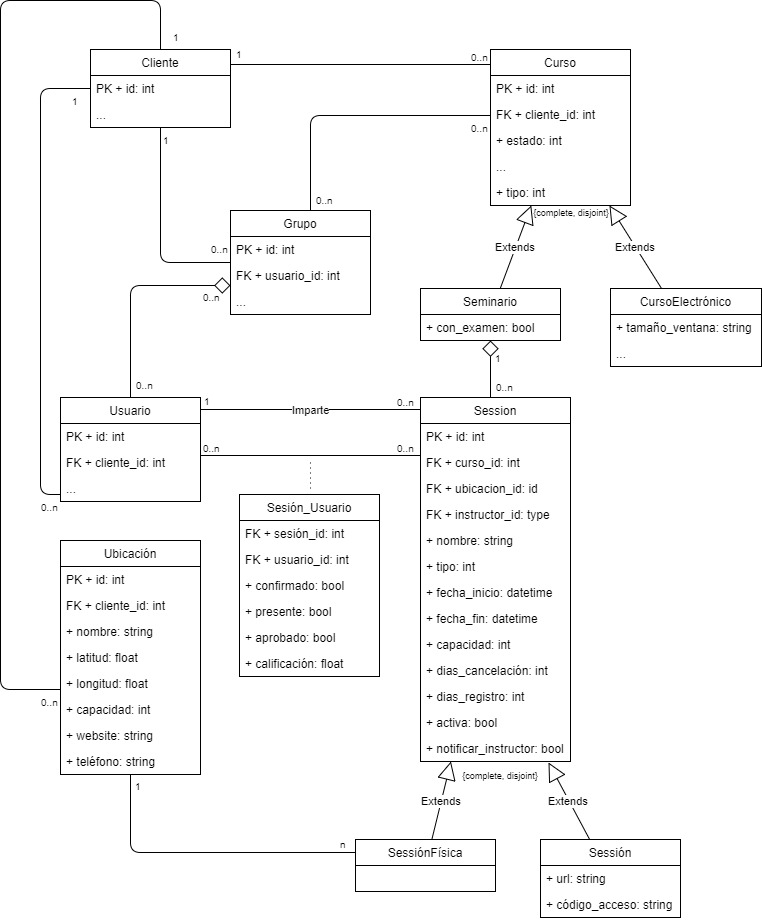 1
Cliente
PK + id: int
...
1
0..n
1
1
Curso
PK + id: int
FK + cliente_id: int
+ estado: int
...
+ tipo: int
0..n
{complete, disjoint}
Extends
Extends
0..n
0..n
Grupo
PK + id: int
FK + usuario_id: int
...
0..n
Seminario
+ con_examen: bool
CursoElectrónico
+ tamaño_ventana: string
...
1
0..n
0..n
Usuario
PK + id: int
FK + cliente_id: int
...
1
Imparte
0..n
0..n
0..n
0..n
Session
PK + id: int
FK + curso_id: int
FK + ubicacion_id: id
FK + instructor_id: type
+ nombre: string
+ tipo: int
+ fecha_inicio: datetime
+ fecha_fin: datetime
+ capacidad: int
+ dias_cancelación: int
+ dias_registro: int
+ activa: bool
+ notificar_instructor: bool
Sesión_Usuario
FK + sesión_id: int
FK + usuario_id: int
+ confirmado: bool
+ presente: bool
+ aprobado: bool
+ calificación: float
Ubicación
PK + id: int
FK + cliente_id: int
+ nombre: string
+ latitud: float
+ longitud: float
+ capacidad: int
+ website: string
+ teléfono: string
0..n
1
n
{complete, disjoint}
Extends
Extends
SessiónFísica
Sessión
+ url: string
+ código_acceso: string